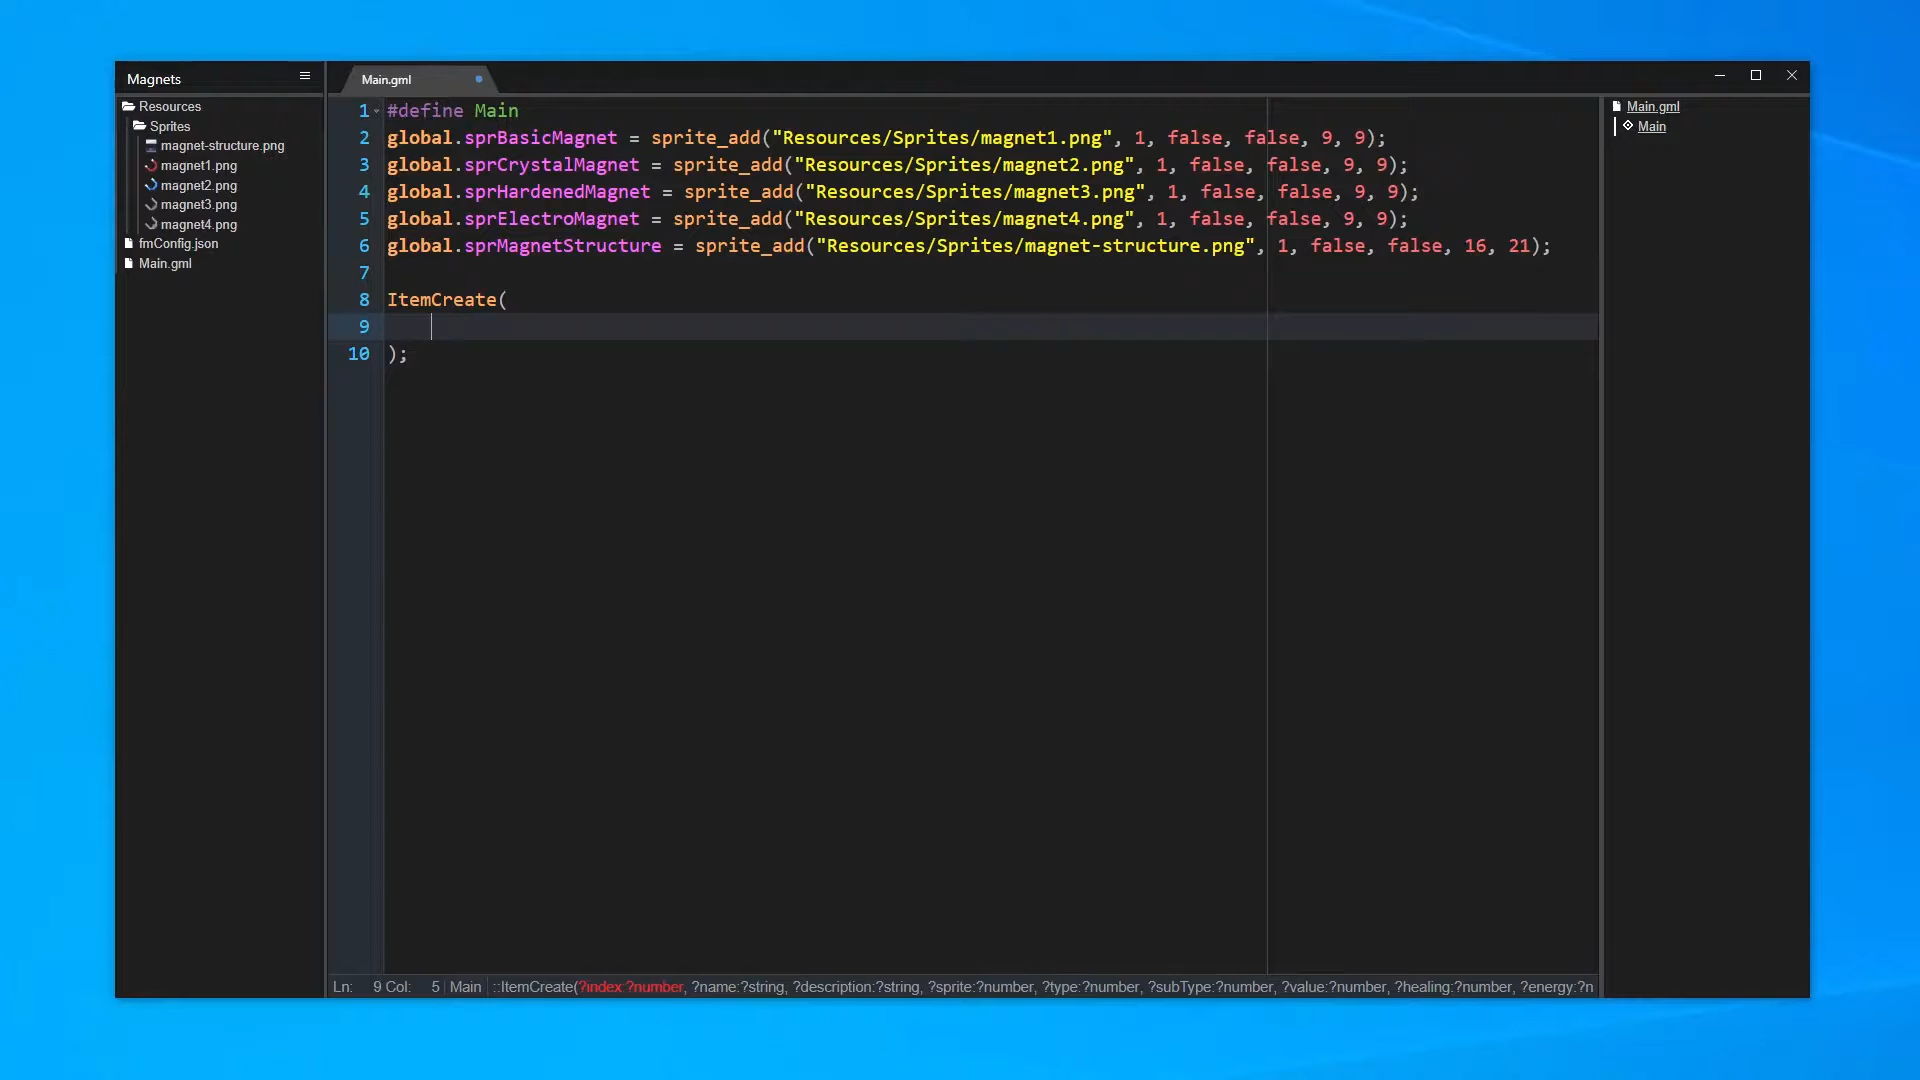 Magnets
Resources
Sprites
magnet-structure.png
magnet1.png
magnet2.png
magnet3.png
magnet4.png
fmConfig.json
Main.gml
Main.gml
1 #define Main
2 global.sprBasicMagnet = sprite_add("Resources/Sprites/magnet1.png", 1, false, false, 9, 9);
3 global.sprCrystalMagnet = sprite_add("Resources/Sprites/magnet2.png", 1, false, false, 9, 9);
4 global.sprHardenedMagnet = sprite_add("Resources/Sprites/magnet3.png", 1, false, false, 9, 9);
5 global.sprElectroMagnet = sprite_add("Resources/Sprites/magnet4.png", 1, false, false, 9, 9);
6 global.sprMagnetStructure = sprite_add("Resources/Sprites/magnet-structure.png", 1, false, false, 16, 21);
7
8 ItemCreate(
9
10 );
Ln: 9 Col: 5 Main ::ItemCreate(?index:?number, ?name:?string, ?description:?string, ?sprite:?number, ?type:?number, ?subType:?number, ?value:?number, ?healing:?number, ?energy:?n
Main.gml
Main